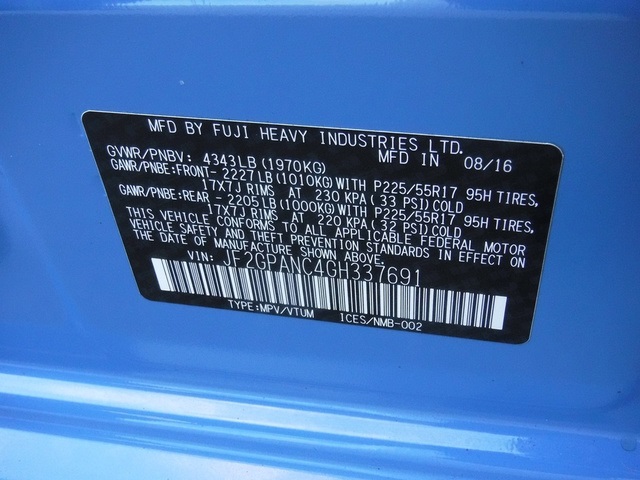 MFD BY FUJI HEAVY INDUSTRIES LTD.
MFD IN 08/16
GVWR/PNBV: 4343LB(1970KG)
GAWR/PNBE:FRONT- 2227LB(1010KG)WITH P225/55R17 95H TIRES,
17X7J RIMS AT 230 KPA(33 PSI)COLD
GAWR/PNBE:REAR - 2205LB(1000KG)WITH P225/55R17 95H TIRES,
17X7J RIMS AT 220 KPA(32 PSI)COLD
THIS VEHICLE CONFORMS TO ALL APPLICABLE FEDERAL MOTOR
VEHICLE SAFETY AND THEFT PREVENTION STANDARDS IN EFFECT ON
THE DATE OF MANUFACTURE SHOWN ABOVE.
VIN: JF2GPANC4GH337691
TYPE:MPV/VTUM ICES/NMB-002